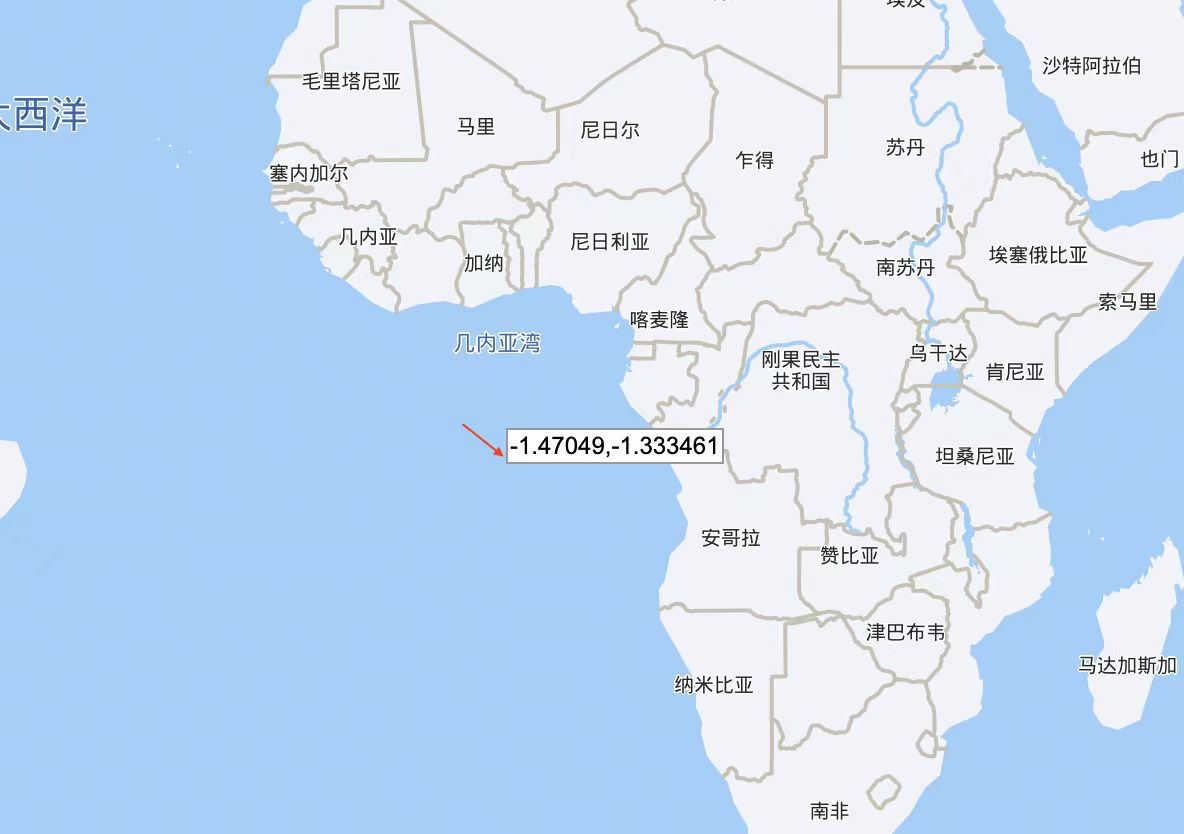 埃及
沙特阿拉伯
毛里塔尼亚
大西洋
马里
尼日尔
苏丹
乍得
也门
塞内加尔
几内亚
尼日利亚
加纳
埃塞俄比亚
南苏丹
索马里
喀麦隆
几内亚湾
乌干达
刚果民主
共和国
肯尼亚
-1.47049,-1.333461
坦桑尼亚
安哥拉
赞比亚
津巴布韦
马达加斯加
纳米比亚
南非